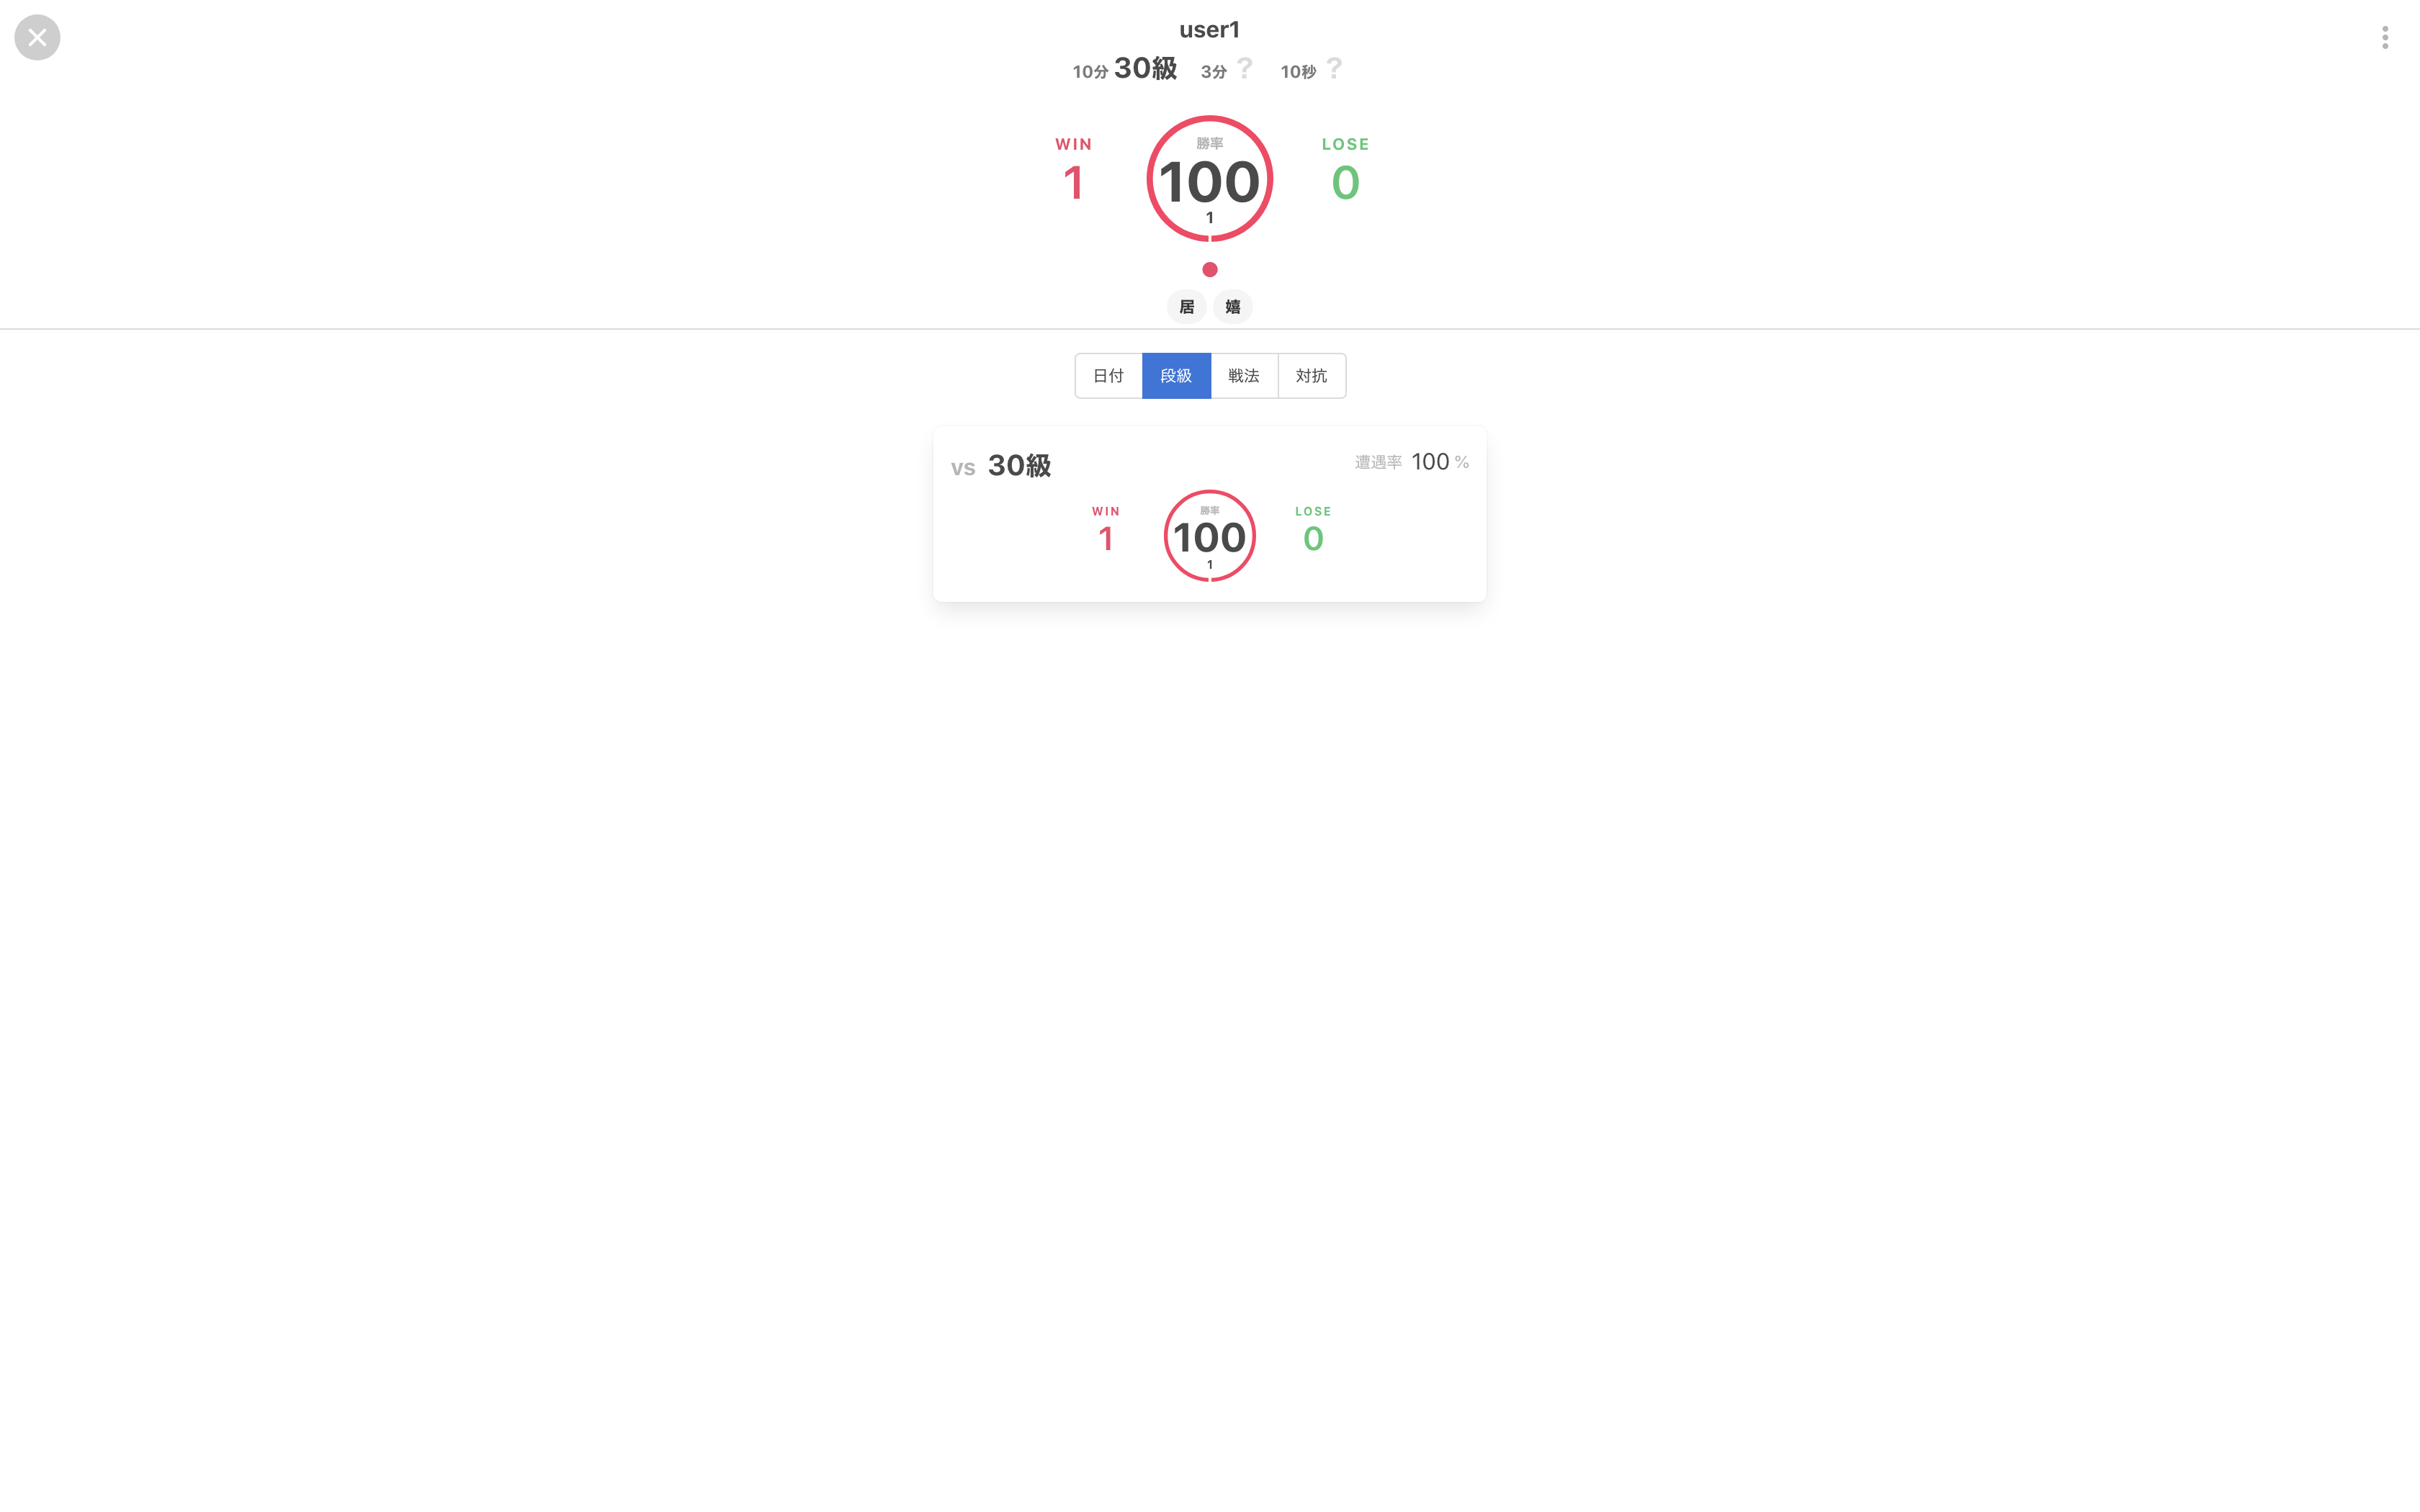 user1
10分 30級 3分 ? 10秒 ?
WIN 勝率 LOSE
1 100 0
1
居 嬉
日付 段級 戦法 対抗
vs 30級 遭遇率 100 %
WIN 勝率 LOSE
1 100 0
1